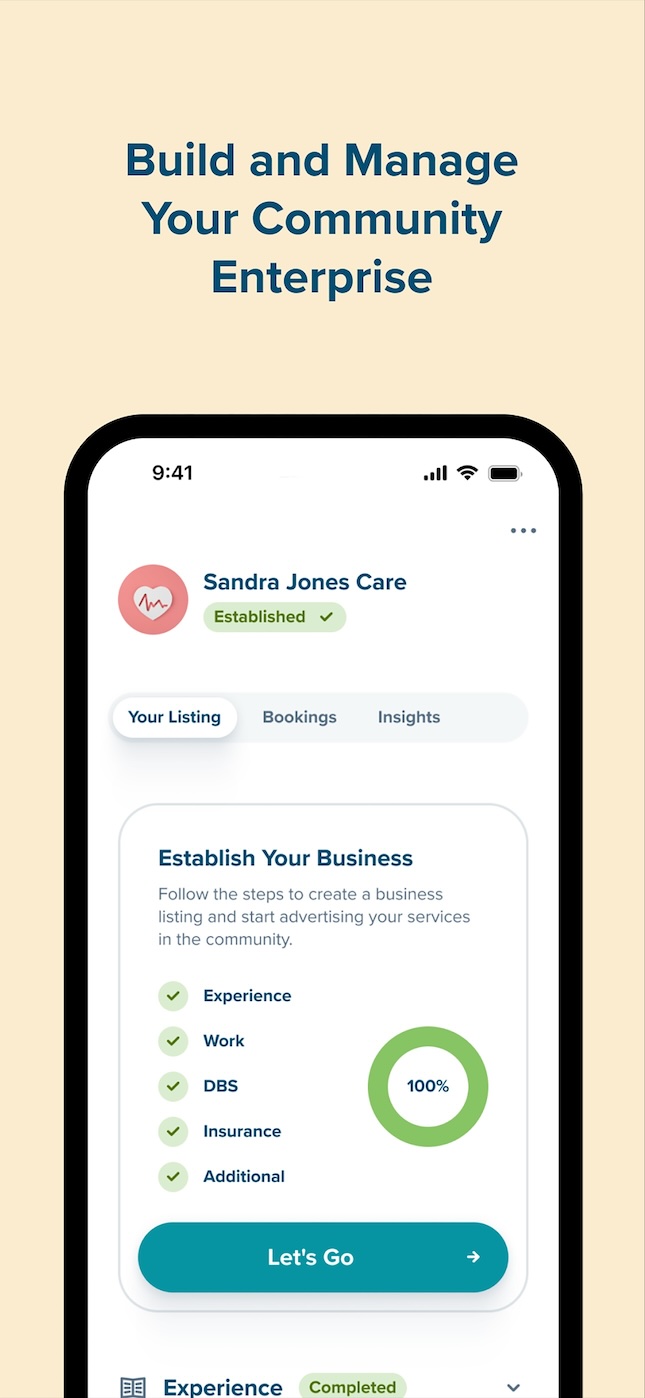 Build and Manage
Your Community
Enterprise
9:41
Sandra Jones Care
Established
Your Listing
Bookings
Insights
Establish Your Business
Follow the steps to create a business
listing and start advertising your services
in the community.
Experience
Work
DBS
Insurance
Additional
100%
Let's Go
Experience
Completed